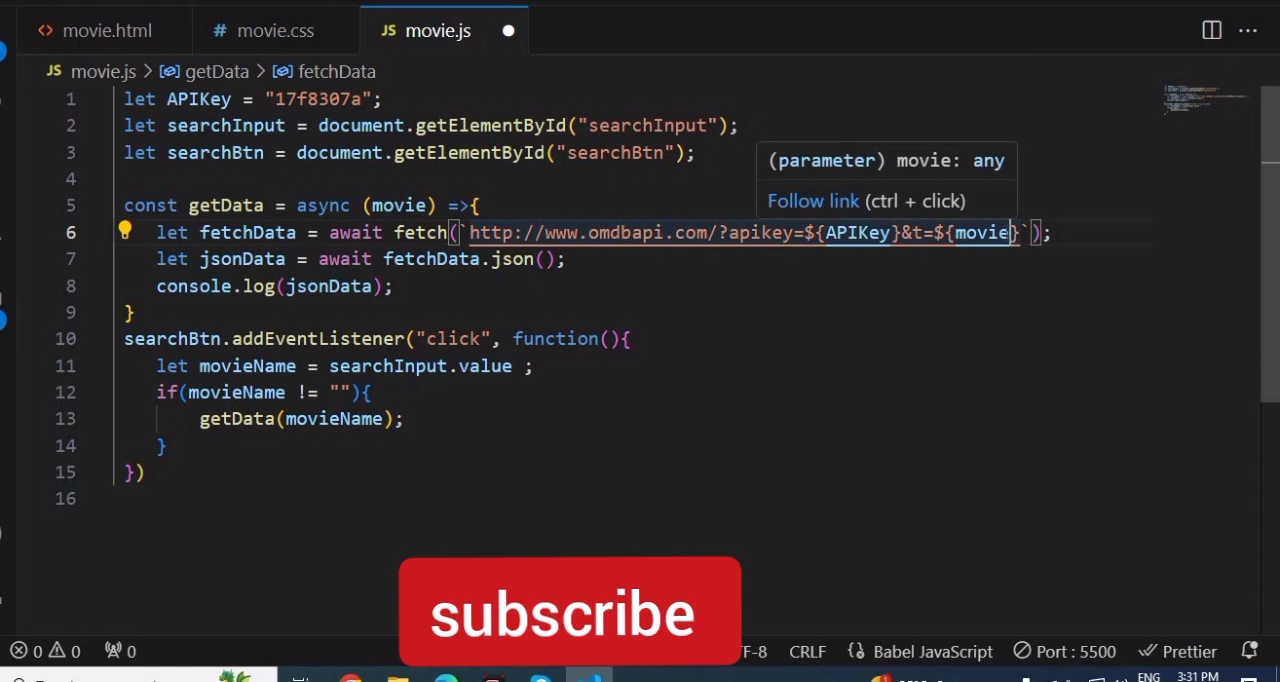 <> movie.html # movie.css JS movie.js
JS movie.js > getData > fetchData
1 let APIKey = "17f8307a";
2 let searchInput = document.getElementById("searchInput");
3 let searchBtn = document.getElementById("searchBtn");
(parameter) movie: any
4
Follow link (ctrl + click)
5 const getData = async (movie) =>{
6 let fetchData = await fetch(`http://www.omdbapi.com/?apikey=${APIKey}&t=${movie}`);
7 let jsonData = await fetchData.json();
8 console.log(jsonData);
9 }
10 searchBtn.addEventListener("click", function(){
11 let movieName = searchInput.value ;
12 if(movieName != ""){
13 getData(movieName);
14 }
15 })
16
subscribe
0 0 0 TF-8 CRLF Babel JavaScript Port : 5500 Prettier
ENG 3:31 PM